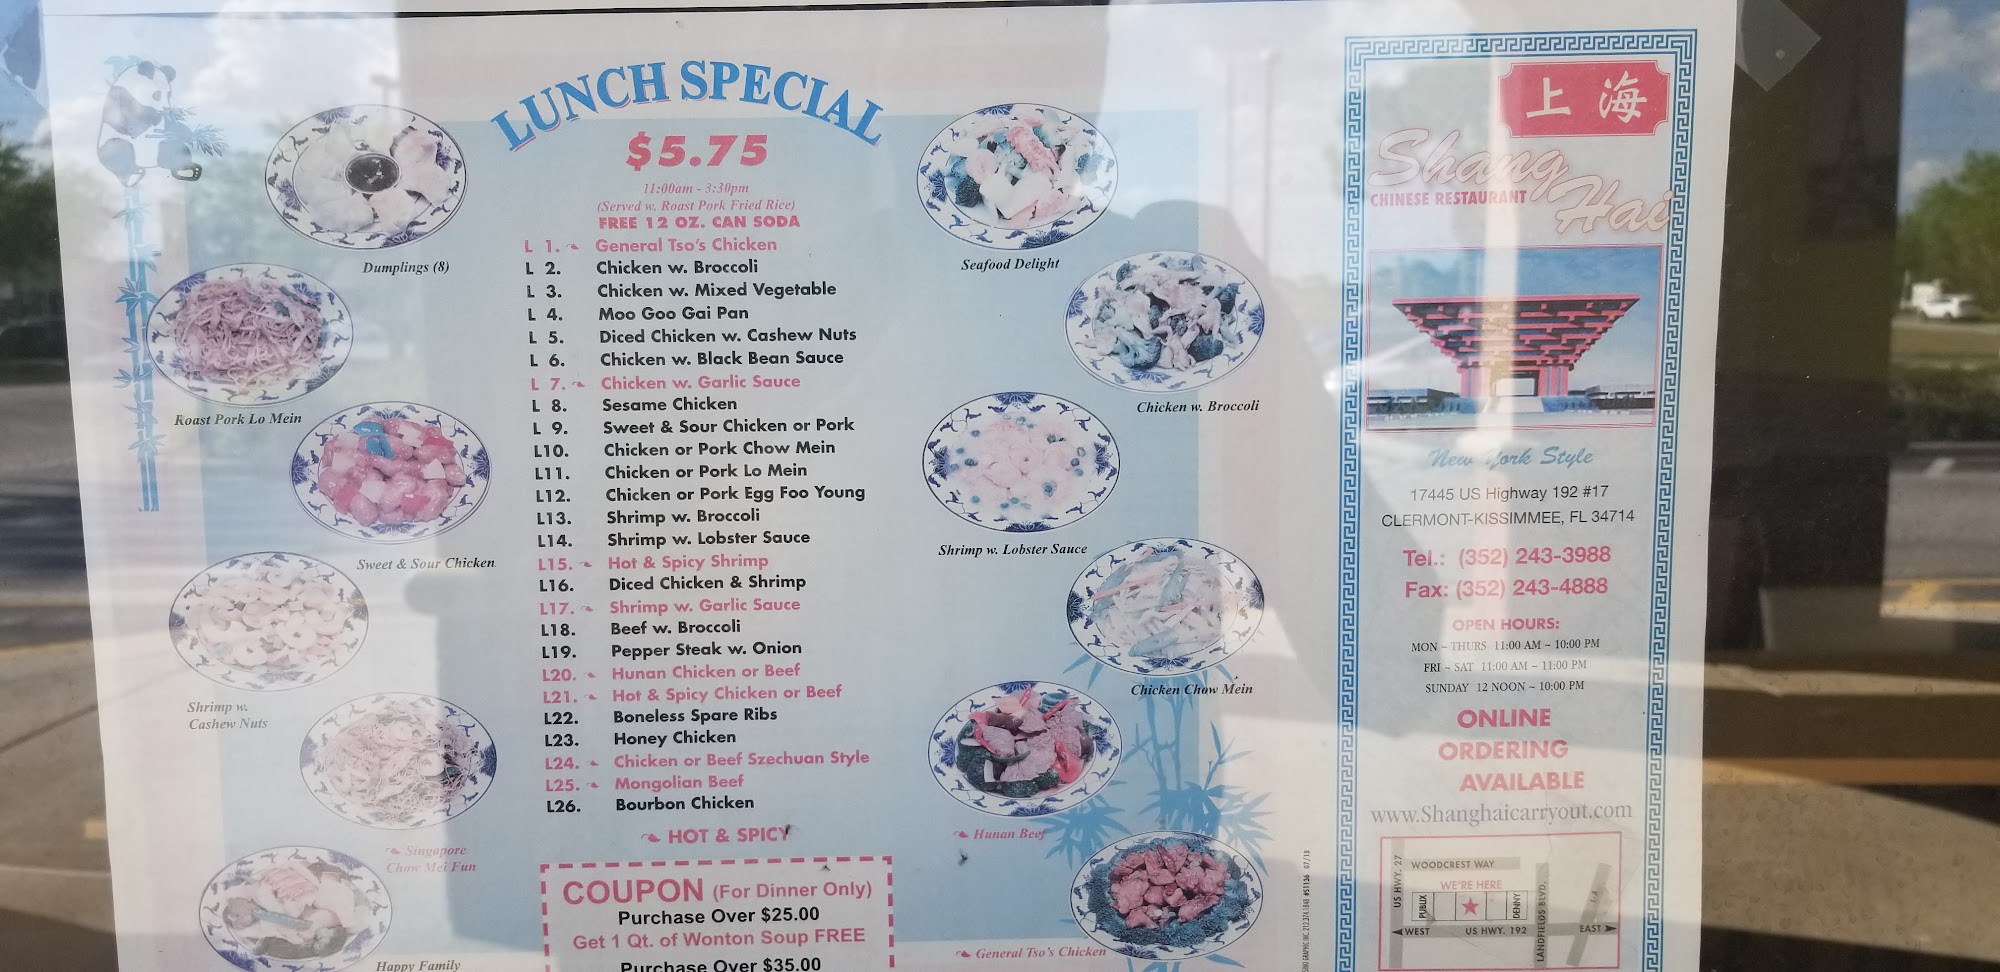 LUNCH SPECIAL
$5.75
11:00am - 3:30pm
(Served w. Roast Pork Fried Rice)
FREE 12 OZ. CAN SODA
L 1. General Tso's Chicken
L 2. Chicken w. Broccoli
L 3. Chicken w. Mixed Vegetable
L 4. Moo Goo Gai Pan
L 5. Diced Chicken w. Cashew Nuts
L 6. Chicken w. Black Bean Sauce
L 7. Chicken w. Garlic Sauce
L 8. Sesame Chicken
L 9. Sweet & Sour Chicken or Pork
L10. Chicken or Pork Chow Mein
L11. Chicken or Pork Lo Mein
L12. Chicken or Pork Egg Foo Young
L13. Shrimp w. Broccoli
L14. Shrimp w. Lobster Sauce
L15. Hot & Spicy Shrimp
L16. Diced Chicken & Shrimp
L17. Shrimp w. Garlic Sauce
L18. Beef w. Broccoli
L19. Pepper Steak w. Onion
L20. Hunan Chicken or Beef
L21. Hot & Spicy Chicken or Beef
L22. Boneless Spare Ribs
L23. Honey Chicken
L24. Chicken or Beef Szechuan Style
L25. Mongolian Beef
L26. Bourbon Chicken
HOT & SPICY
COUPON (For Dinner Only)
Purchase Over $25.00
Get 1 Qt. of Wonton Soup FREE
Purchase Over $35.00
Dumplings (8)
Roast Pork Lo Mein
Sweet & Sour Chicken
Shrimp w.
Cashew Nuts
Singapore
Chow Mei Fun
Happy Family
Seafood Delight
Chicken w. Broccoli
Shrimp w. Lobster Sauce
Chicken Chow Mein
Hunan Beef
General Tso's Chicken
上海
Shang
Hai
CHINESE RESTAURANT
New York Style
17445 US Highway 192 #17
CLERMONT-KISSIMMEE, FL 34714
Tel.: (352) 243-3988
Fax: (352) 243-4888
OPEN HOURS:
MON ~ THURS 11:00 AM ~ 10:00 PM
FRI ~ SAT 11:00 AM ~ 11:00 PM
SUNDAY 12 NOON ~ 10:00 PM
ONLINE
ORDERING
AVAILABLE
www.Shanghaicarryout.com
US HWY. 27
WOODCREST WAY
WE'RE HERE
PUBLIX
DENNY
LANDFIELDS BLVD.
WEST
US HWY. 192
EAST
07/18